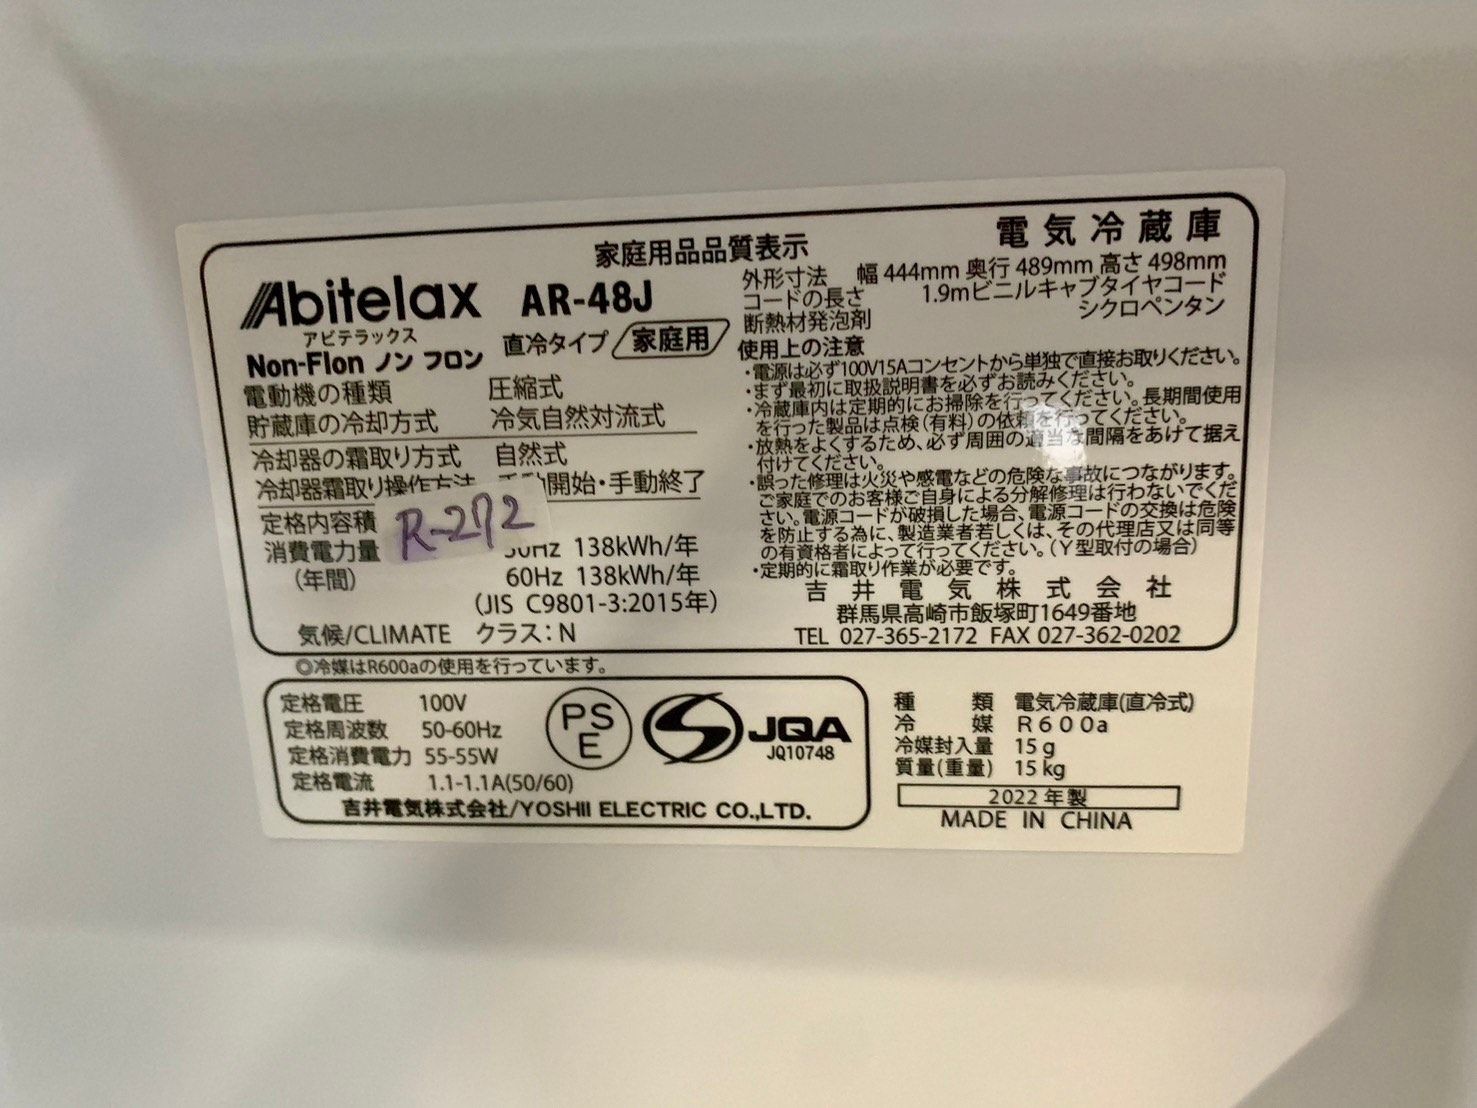 家庭用品品質表示
電気冷蔵庫
Abitelax AR-48J
アビテラックス
Non-Flon ノン フロン
直冷タイプ 家庭用
電動機の種類 圧縮式
貯蔵庫の冷却方式 冷気自然対流式
冷却器の霜取り方式 自然式
冷却器霜取り操作方法 開始・手動終了
定格内容積
R-272
消費電力量 50Hz 138kWh/年
(年間) 60Hz 138kWh/年
(JIS C9801-3:2015年)
気候/CLIMATE クラス:N
外形寸法 幅 444mm 奥行 489mm 高さ 498mm
コードの長さ 1.9mビニルキャブタイヤコード
断熱材発泡剤 シクロペンタン
使用上の注意
・電源は必ず100V15Aコンセントから単独で直接お取りください。
・まず最初に取扱説明書を必ずお読みください。
・冷蔵庫内は定期的にお掃除を行ってください。長期間使用
を行った製品は点検(有料)の依頼を行ってください。
・放熱をよくするため、必ず周囲の適当な間隔をあけて据え
付けてください。
・誤った修理は火災や感電などの危険な事故につながります。
ご家庭でのお客様ご自身による分解修理は行わないでくだ
さい。電源コードが破損した場合、電源コードの交換は危険
を防止する為に、製造業者若しくは、その代理店又は同等
の有資格者によって行ってください。(Y型取付の場合)
・定期的に霜取り作業が必要です。
吉井電気株式会社
群馬県高崎市飯塚町1649番地
TEL 027-365-2172 FAX 027-362-0202
◎冷媒はR600aの使用を行っています。
定格電圧 100V
定格周波数 50-60Hz
定格消費電力 55-55W
定格電流 1.1-1.1A(50/60)
PS
E
JQA
JQ10748
吉井電気株式会社/YOSHII ELECTRIC CO.,LTD.
種類 電気冷蔵庫(直冷式)
冷媒 R600a
冷媒封入量 15g
質量(重量) 15kg
2022年製
MADE IN CHINA